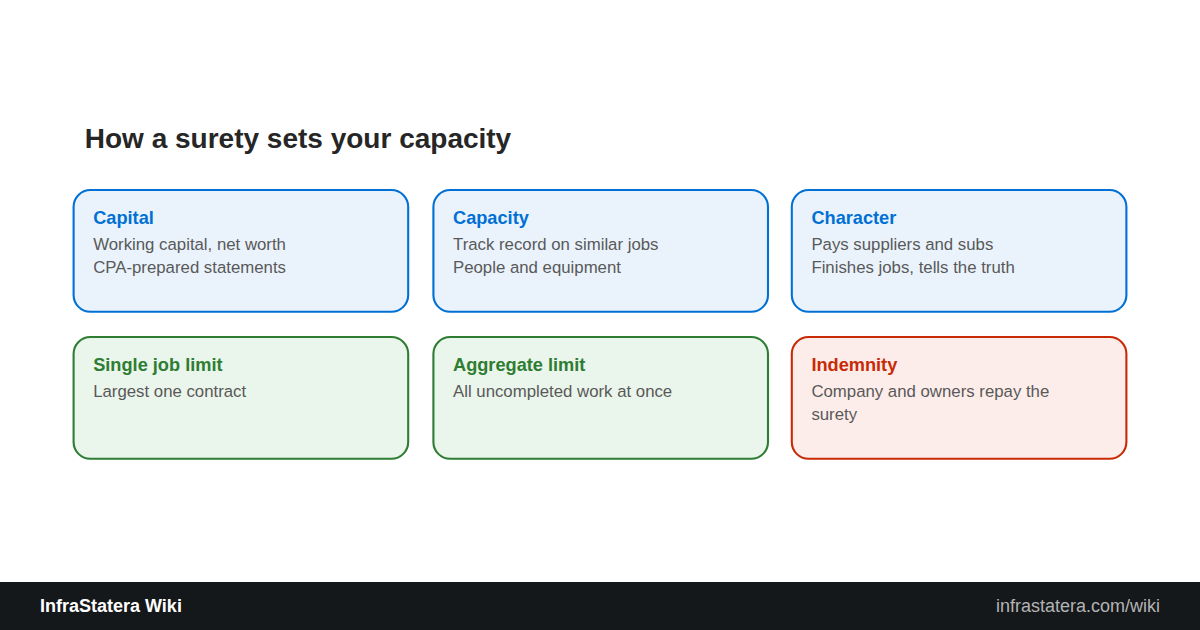 How a surety sets your capacity
Capital
Working capital, net worth
CPA-prepared statements
Capacity
Track record on similar jobs
People and equipment
Character
Pays suppliers and subs
Finishes jobs, tells the truth
Single job limit
Largest one contract
Aggregate limit
All uncompleted work at once
Indemnity
Company and owners repay the
surety
InfraStatera Wiki
infrastatera.com/wiki